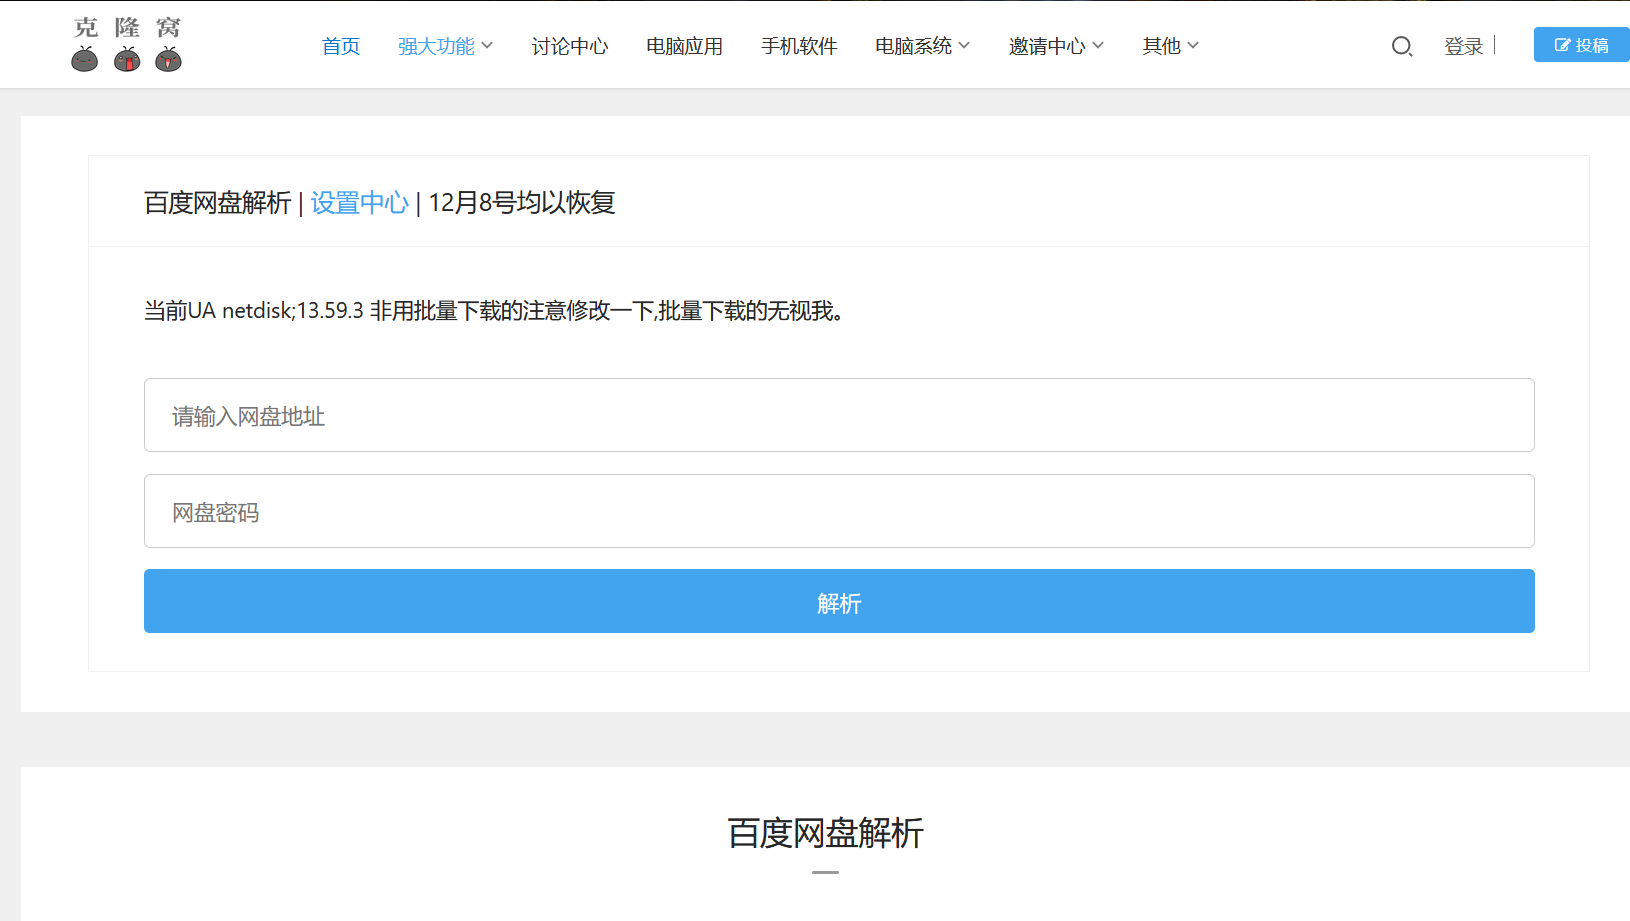 克隆窝
首页 强大功能 讨论中心 电脑应用 手机软件 电脑系统 邀请中心 其他 登录 投稿
百度网盘解析 | 设置中心 | 12月8号均以恢复
当前UA netdisk;13.59.3 非用批量下载的注意修改一下,批量下载的无视我。
请输入网盘地址
网盘密码
解析
百度网盘解析